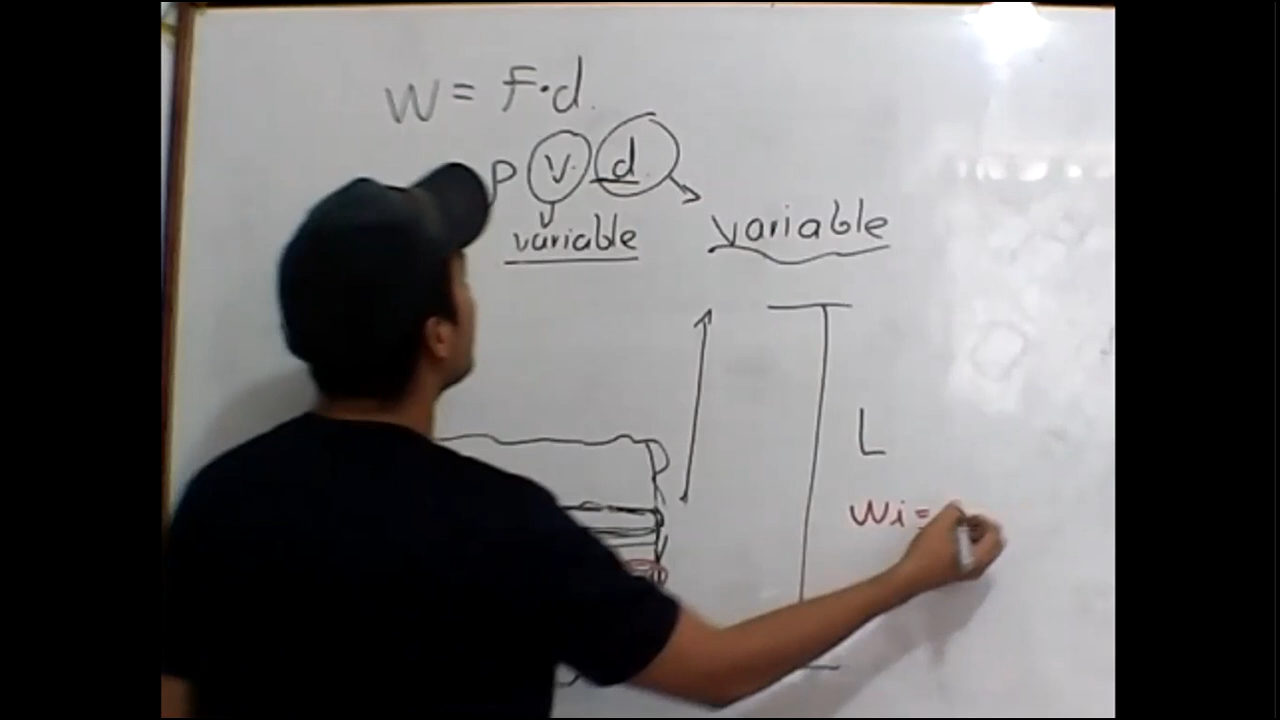 W = F·d.
P V. d.
variable variable
L
Wi =